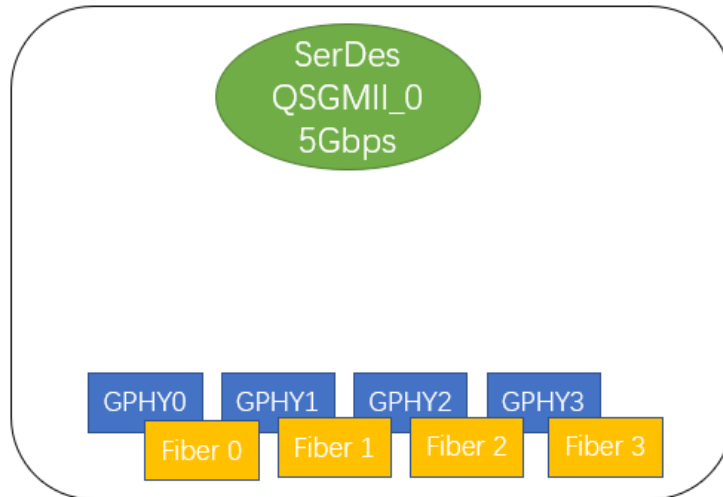 SerDes
QSGMII_0
5Gbps
GPHY0
GPHY1
GPHY2
GPHY3
Fiber 0
Fiber 1
Fiber 2
Fiber 3